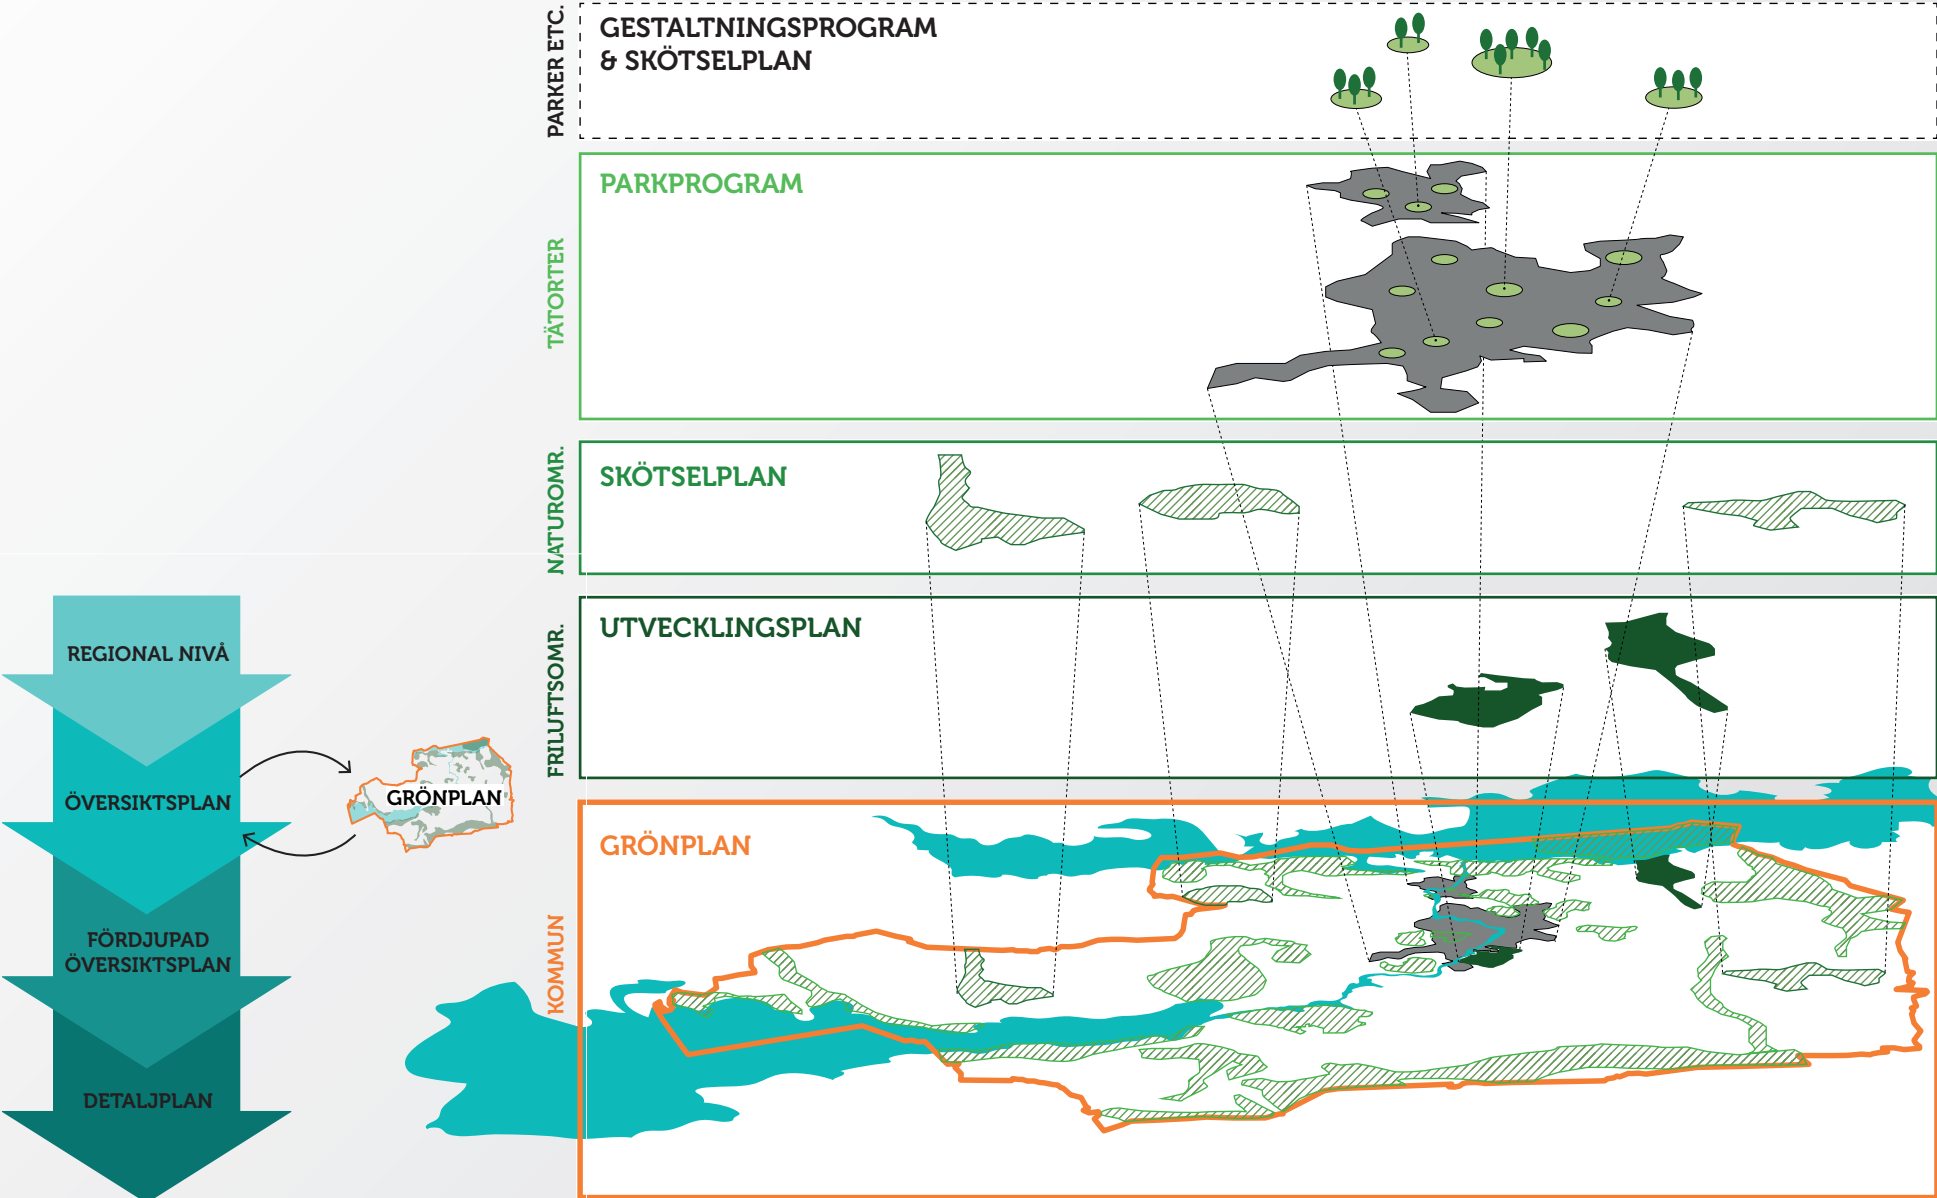 PARKER ETC.
GESTALTNINGSPROGRAM
& SKÖTSELPLAN
TÄTORTER
PARKPROGRAM
NATUROMR.
SKÖTSELPLAN
FRILUFTSOMR.
UTVECKLINGSPLAN
KOMMUN
GRÖNPLAN
REGIONAL NIVÅ
ÖVERSIKTSPLAN
GRÖNPLAN
FÖRDJUPAD
ÖVERSIKTSPLAN
DETALJPLAN